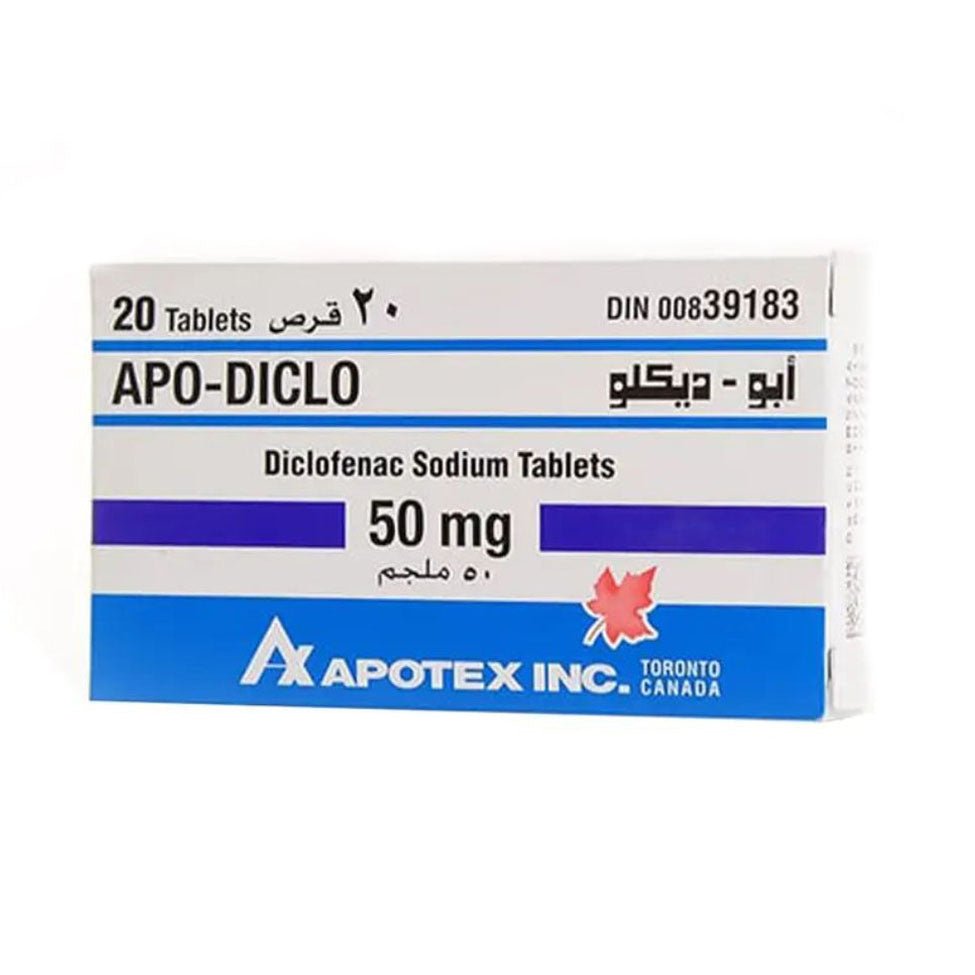 20 Tablets ٢٠ قرص DIN 00839183
APO-DICLO أبو - ديكلو
Diclofenac Sodium Tablets
50 mg
٥٠ ملجم
APOTEX INC. TORONTO CANADA